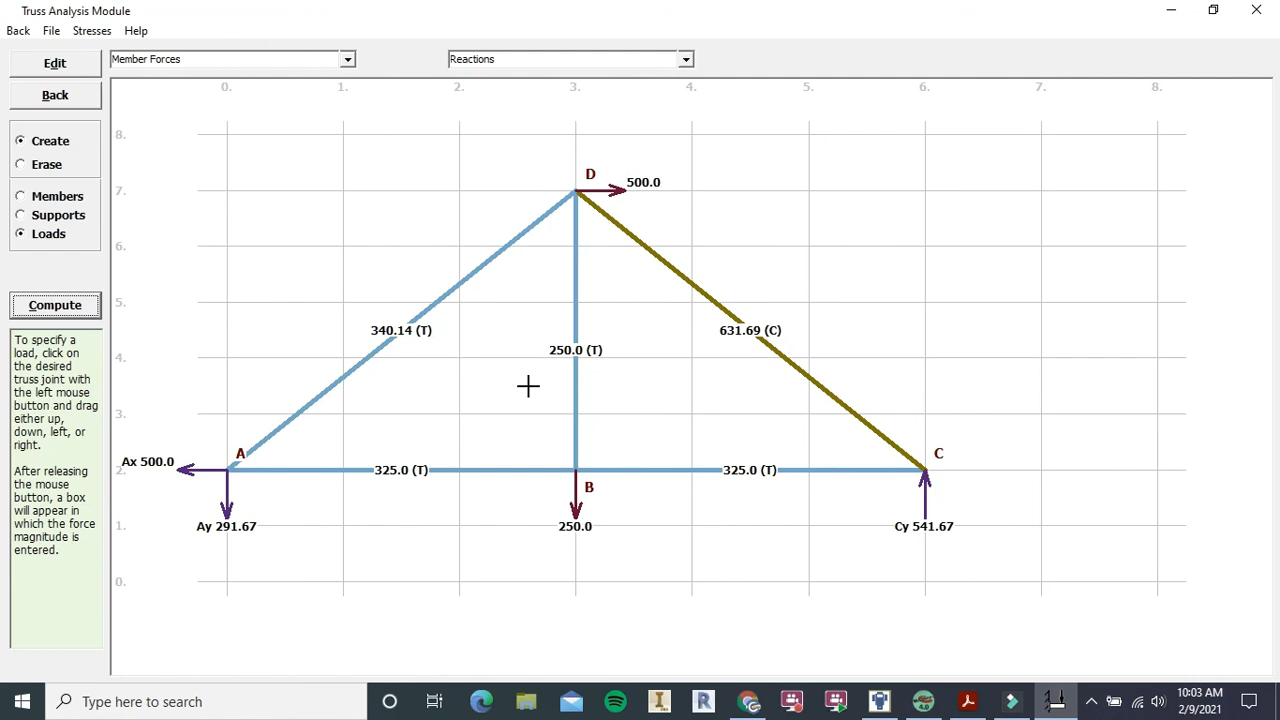 Truss Analysis Module
Back File Stresses Help
Edit
Member Forces
Reactions
Back
Create
Erase
Members
Supports
Loads
Compute
To specify a
load, click on
the desired
truss joint with
the left mouse
button and drag
either up,
down, left, or
right.
After releasing
the mouse
button, a box
will appear in
which the force
magnitude is
entered.
0. 1. 2. 3. 4. 5. 6. 7. 8.
8.
7.
6.
5.
4.
3.
2.
1.
0.
D
500.0
340.14 (T)
250.0 (T)
631.69 (C)
A
C
Ax 500.0
325.0 (T)
325.0 (T)
B
Ay 291.67
250.0
Cy 541.67
Type here to search
10:03 AM
2/9/2021